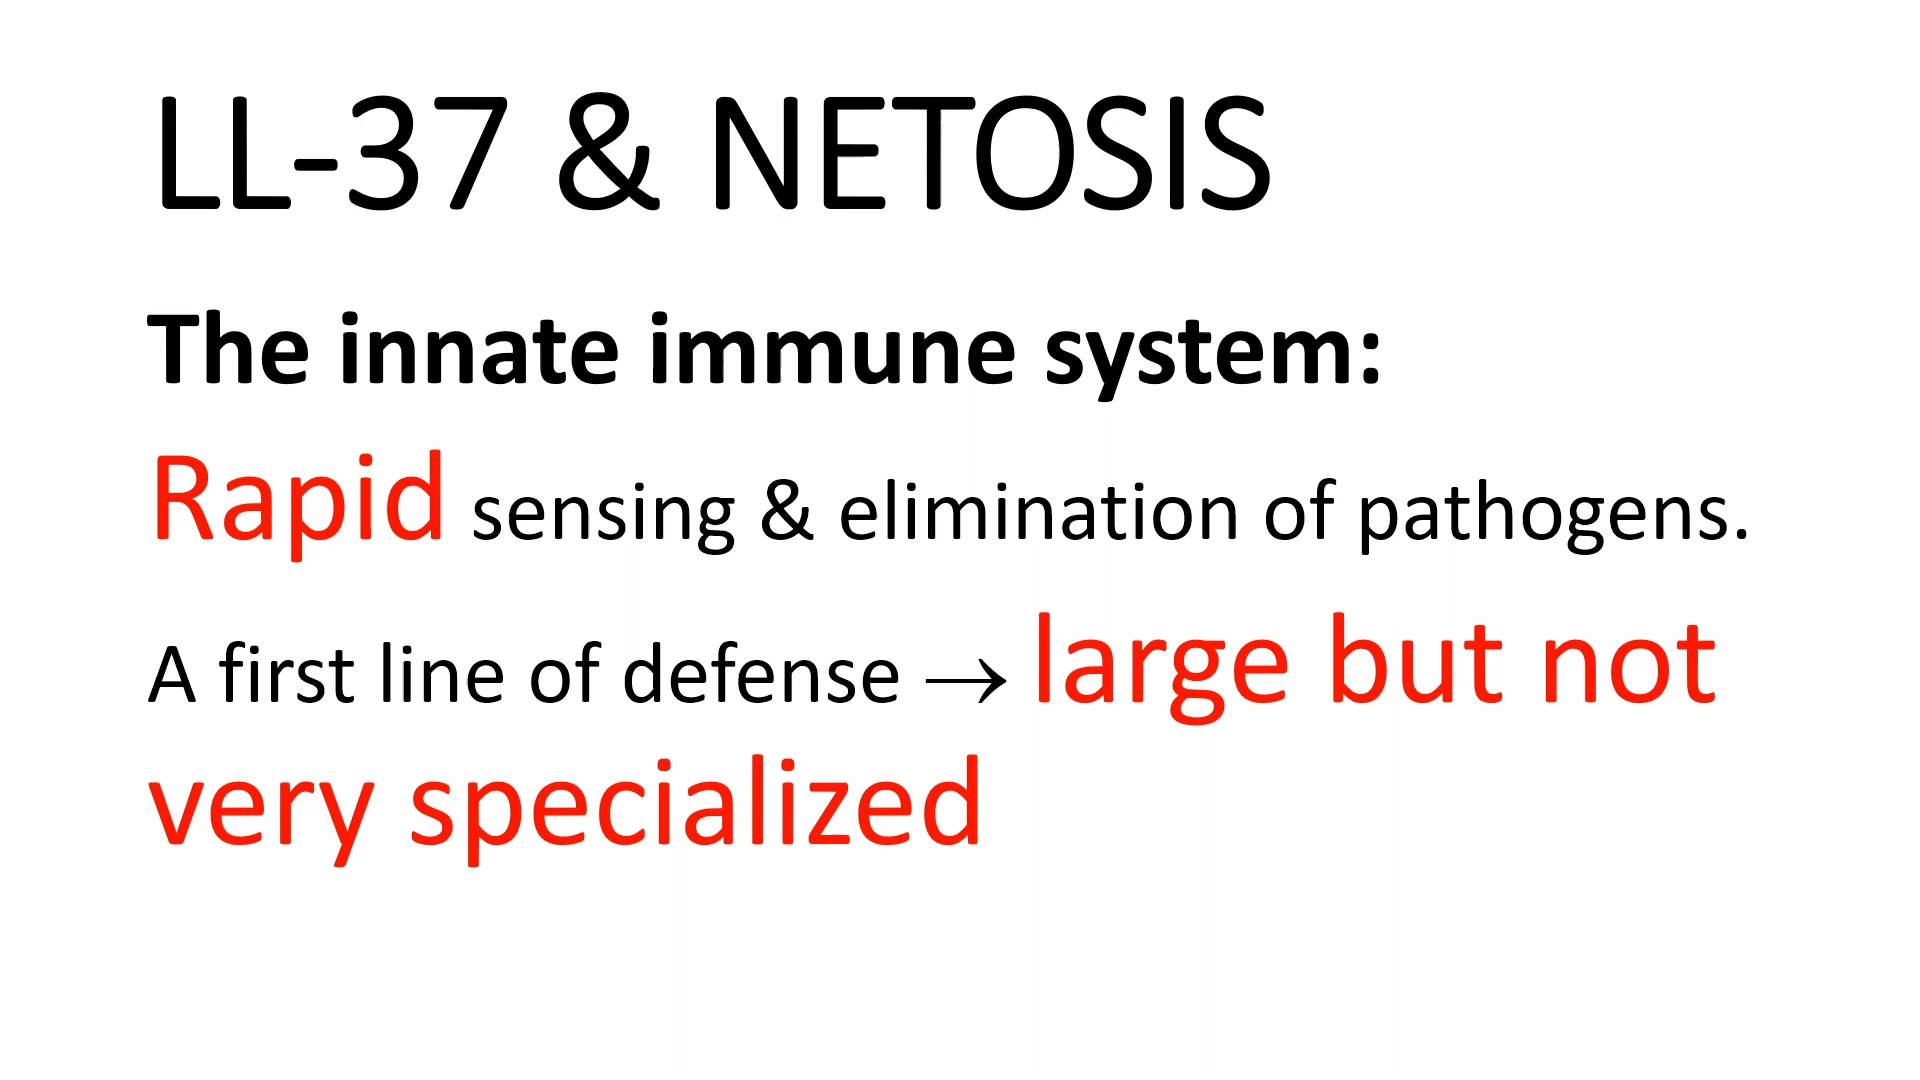 LL-37 & NETOSIS
The innate immune system:
Rapid sensing & elimination of pathogens.
A first line of defense → large but not
very specialized